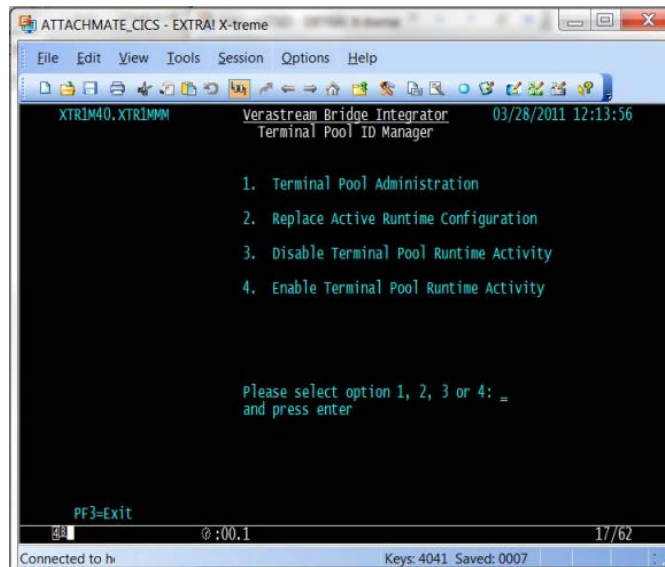 ATTACHMATE_CICS - EXTRA! X-treme
File Edit View Tools Session Options Help
XTR1M40.XTR1MMM Verastream Bridge Integrator 03/28/2011 12:13:56
Terminal Pool ID Manager
1. Terminal Pool Administration
2. Replace Active Runtime Configuration
3. Disable Terminal Pool Runtime Activity
4. Enable Terminal Pool Runtime Activity
Please select option 1, 2, 3 or 4: _
and press enter
PF3=Exit
:00.1 17/62
Connected to h Keys: 4041 Saved: 0007